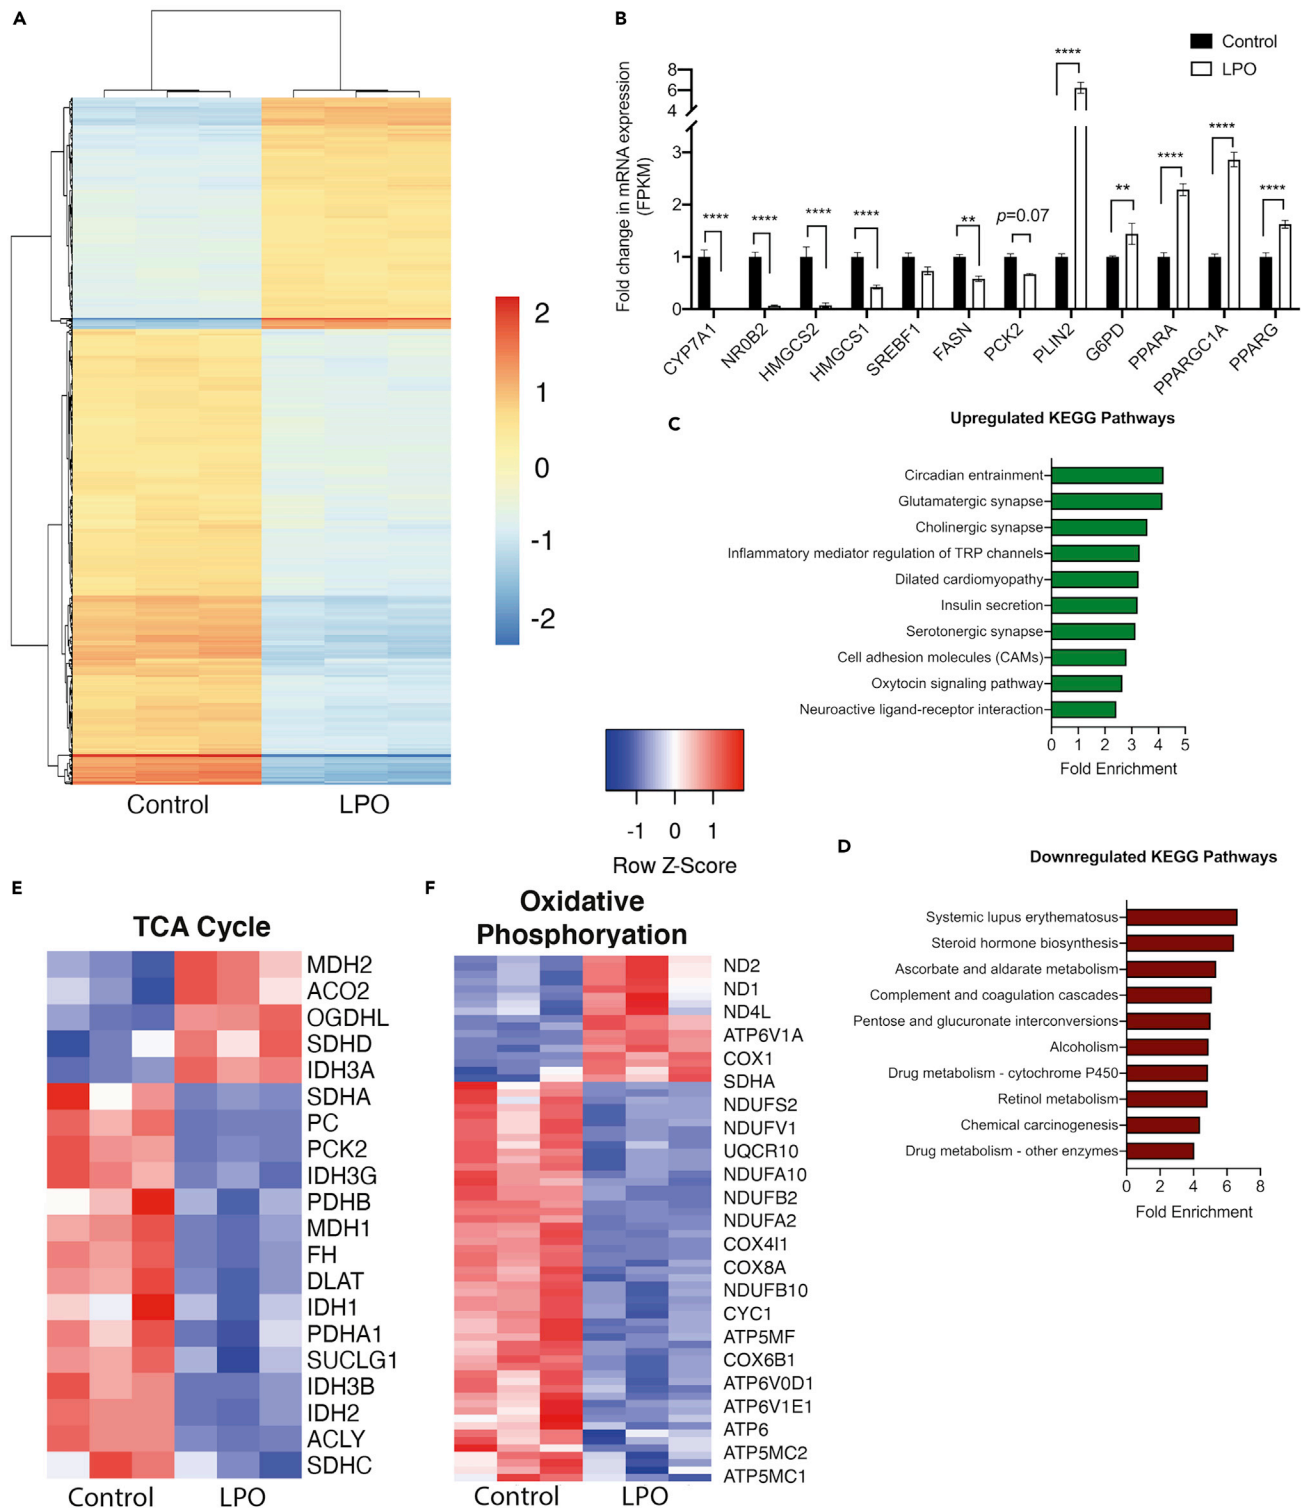 A
Control
LPO
2
1
0
-1
-2
B
Control
LPO
Fold change in mRNA expression
(FPKM)
8
6
4
3
2
1
0
****
****
****
****
**
p=0.07
****
**
****
****
****
CYP7A1
NR0B2
HMGCS2
HMGCS1
SREBF1
FASN
PCK2
PLIN2
G6PD
PPARA
PPARGC1A
PPARG
C
Upregulated KEGG Pathways
Circadian entrainment
Glutamatergic synapse
Cholinergic synapse
Inflammatory mediator regulation of TRP channels
Dilated cardiomyopathy
Insulin secretion
Serotonergic synapse
Cell adhesion molecules (CAMs)
Oxytocin signaling pathway
Neuroactive ligand-receptor interaction
0 1 2 3 4 5
Fold Enrichment
-1 0 1
Row Z-Score
D
Downregulated KEGG Pathways
Systemic lupus erythematosus
Steroid hormone biosynthesis
Ascorbate and aldarate metabolism
Complement and coagulation cascades
Pentose and glucuronate interconversions
Alcoholism
Drug metabolism - cytochrome P450
Retinol metabolism
Chemical carcinogenesis
Drug metabolism - other enzymes
0 2 4 6 8
Fold Enrichment
E
TCA Cycle
MDH2
ACO2
OGDHL
SDHD
IDH3A
SDHA
PC
PCK2
IDH3G
PDHB
MDH1
FH
DLAT
IDH1
PDHA1
SUCLG1
IDH3B
IDH2
ACLY
SDHC
Control
LPO
F
Oxidative
Phosphoryation
ND2
ND1
ND4L
ATP6V1A
COX1
SDHA
NDUFS2
NDUFV1
UQCR10
NDUFA10
NDUFB2
NDUFA2
COX4I1
COX8A
NDUFB10
CYC1
ATP5MF
COX6B1
ATP6V0D1
ATP6V1E1
ATP6
ATP5MC2
ATP5MC1
Control
LPO